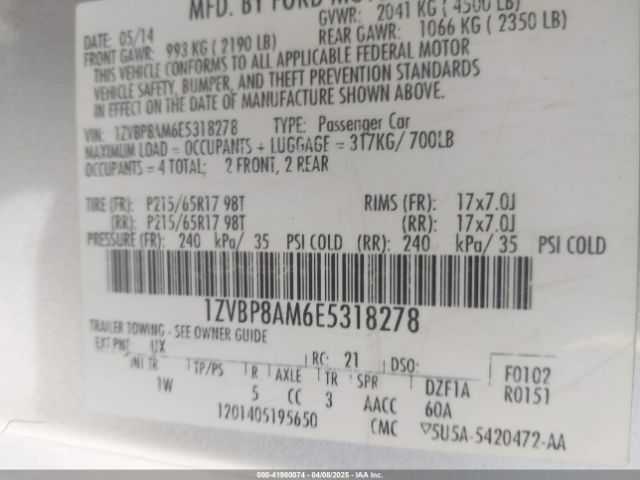 MFD. BY FORD MOTOR
DATE: 05/14 GVWR: 2041 KG ( 4500 LB)
FRONT GAWR: 993 KG ( 2190 LB) REAR GAWR: 1066 KG ( 2350 LB)
THIS VEHICLE CONFORMS TO ALL APPLICABLE FEDERAL MOTOR
VEHICLE SAFETY, BUMPER, AND THEFT PREVENTION STANDARDS
IN EFFECT ON THE DATE OF MANUFACTURE SHOWN ABOVE.
VIN: 1ZVBP8AM6E5318278 TYPE: Passenger Car
MAXIMUM LOAD = OCCUPANTS + LUGGAGE = 317KG/ 700LB
OCCUPANTS = 4 TOTAL; 2 FRONT, 2 REAR
TIRE (FR): P215/65R17 98T RIMS (FR): 17x7.0J
(RR): P215/65R17 98T (RR): 17x7.0J
PRESSURE (FR): 240 kPa/ 35 PSI COLD (RR): 240 kPa/ 35 PSI COLD
1ZVBP8AM6E5318278
TRAILER TOWING - SEE OWNER GUIDE
EXT PNT: UX RC: 21 DSO: F0102
INT TR TP/PS R AXLE TR SPR DZF1A R0151
1W 5 CC 3 AACC 60A
1201405195650 CMC 5U5A-5420472-AA
00-41980074 - 04/08/2025 - IAAI.com